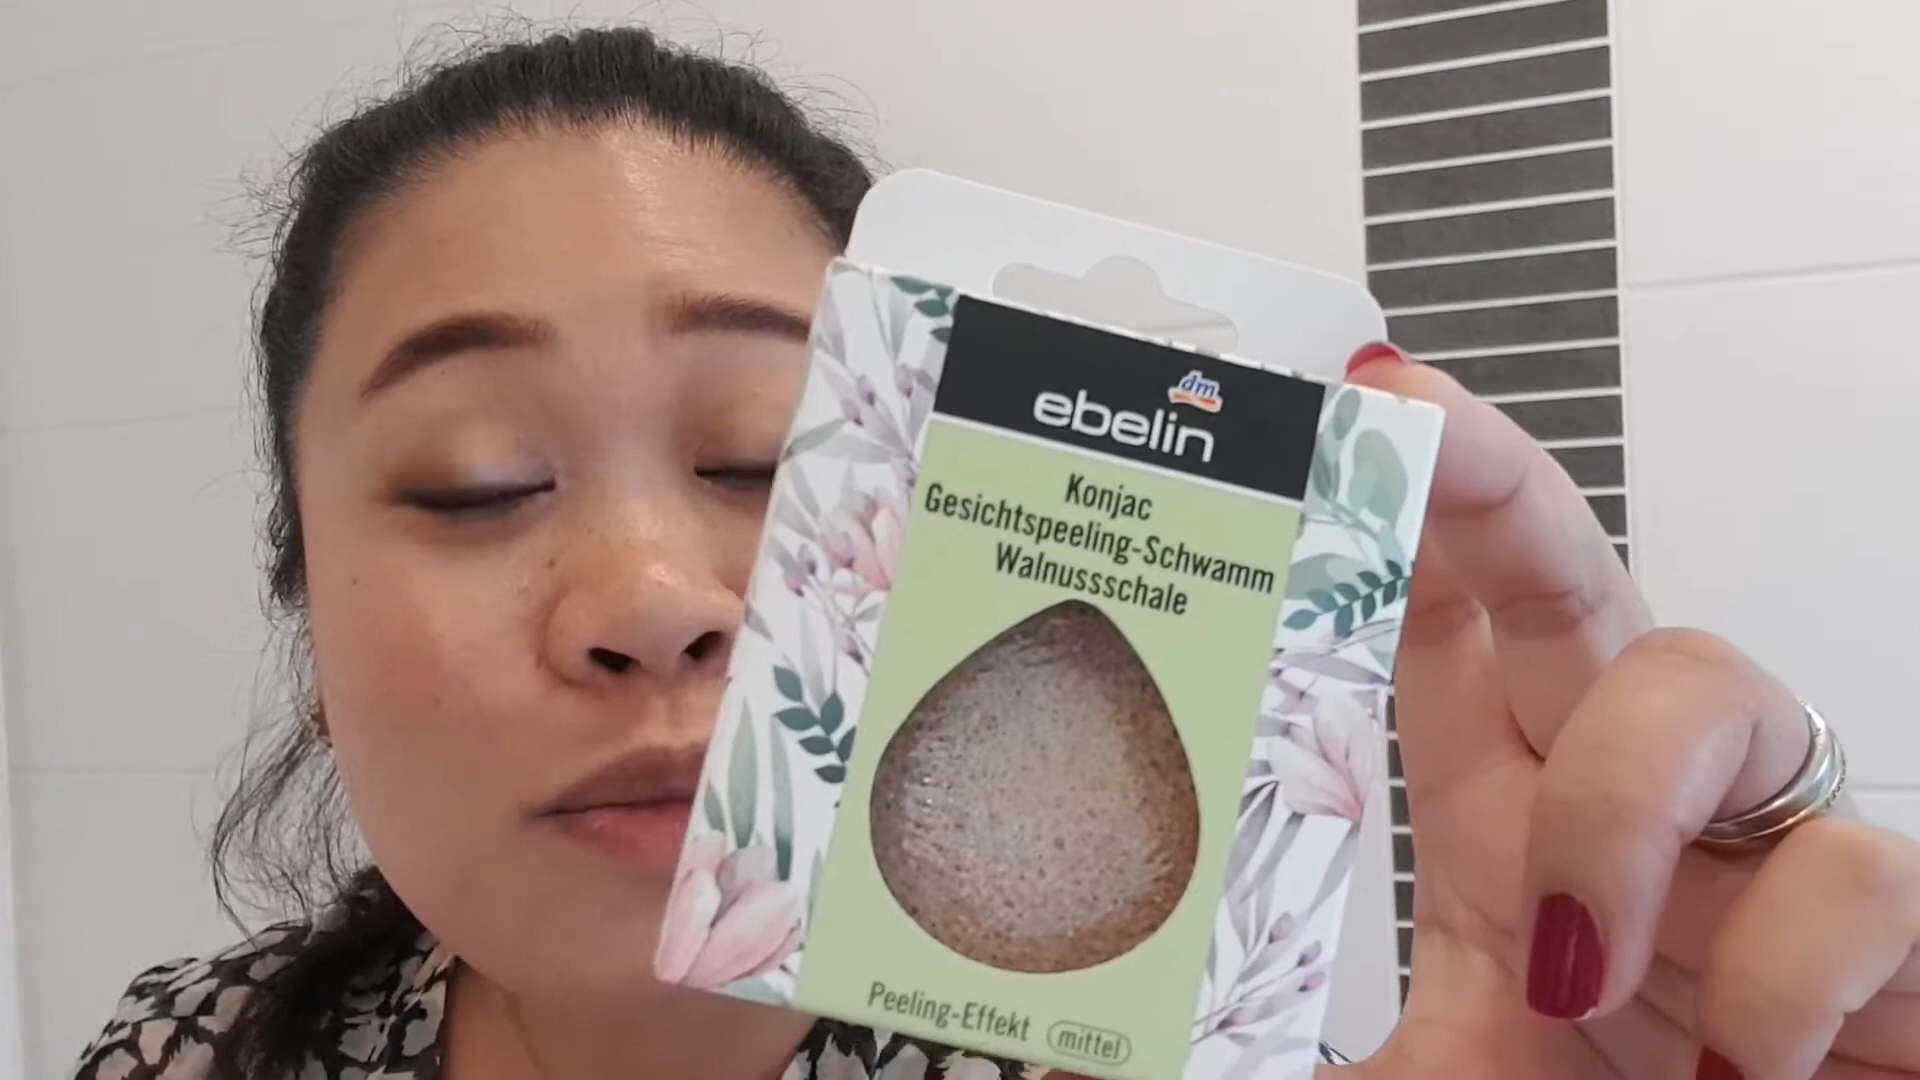 dm
ebelin
Konjac
Gesichtspeeling-Schwamm
Walnussschale
Peeling-Effekt mittel